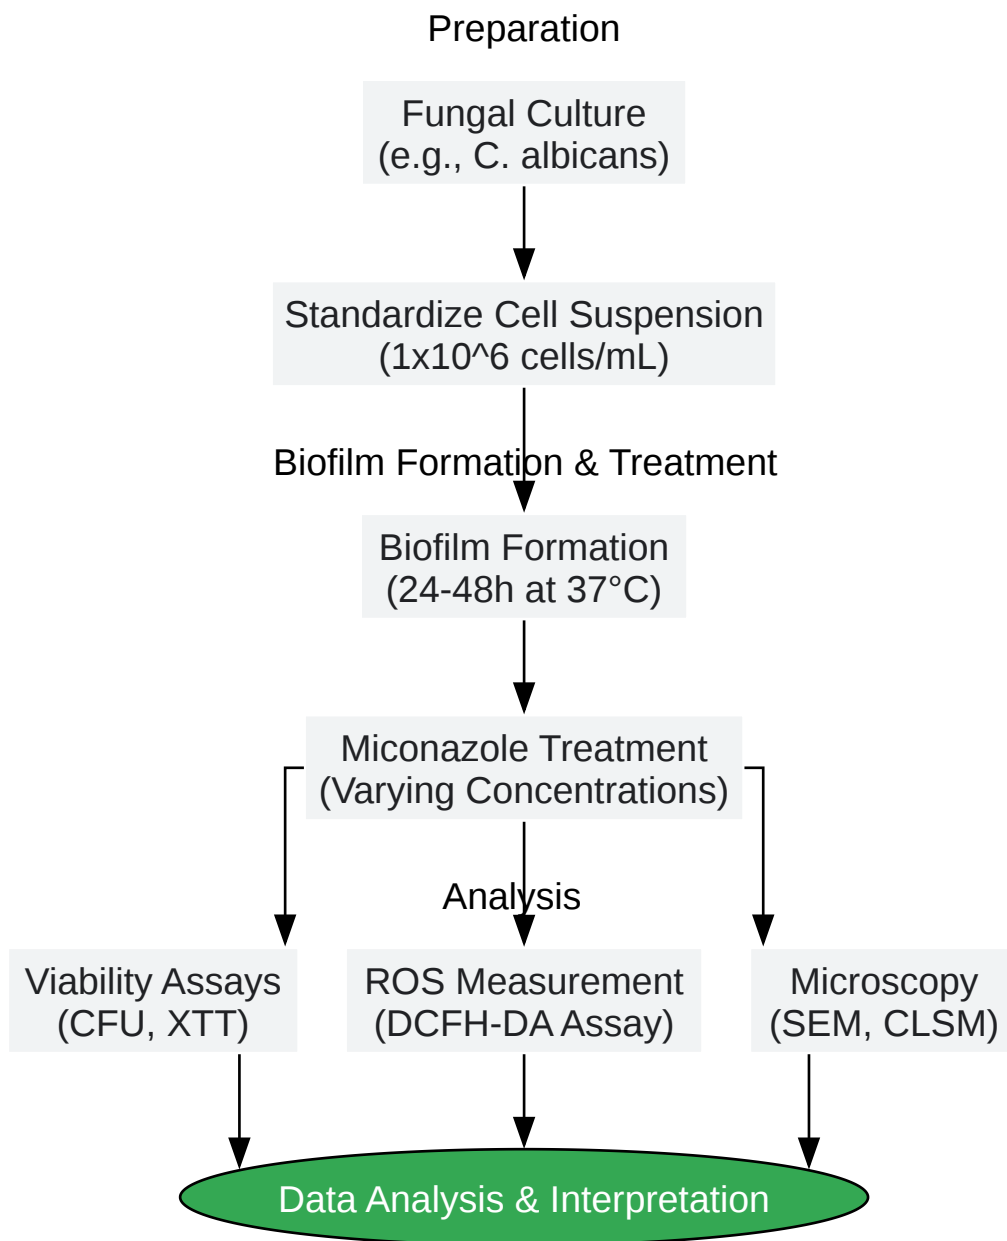 Preparation
Fungal Culture
(e.g., C. albicans)
Standardize Cell Suspension
(1x10^6 cells/mL)
Biofilm Formation & Treatment
Biofilm Formation
(24-48h at 37°C)
Miconazole Treatment
(Varying Concentrations)
Analysis
Viability Assays
(CFU, XTT)
ROS Measurement
(DCFH-DA Assay)
Microscopy
(SEM, CLSM)
Data Analysis & Interpretation